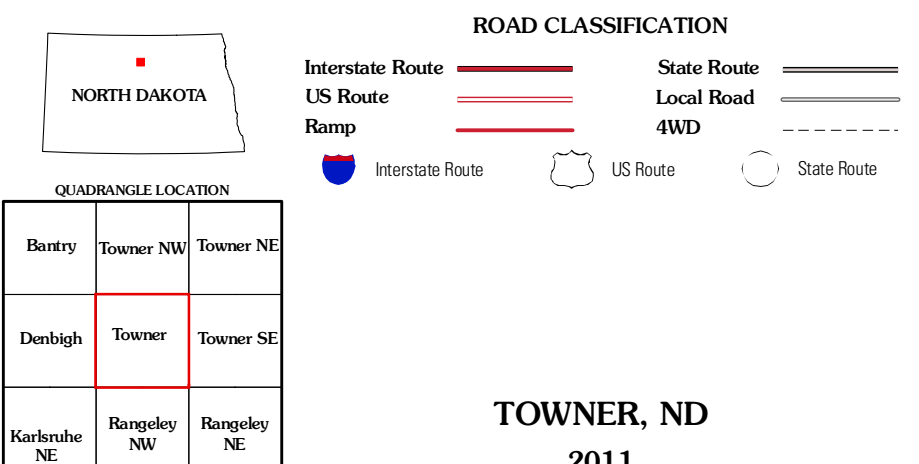 ROAD CLASSIFICATION
Interstate Route
State Route
US Route
Local Road
Ramp
4WD
Interstate Route
US Route
State Route
NORTH DAKOTA
QUADRANGLE LOCATION
Bantry
Towner NW
Towner NE
Denbigh
Towner
Towner SE
Karlsruhe
NE
Rangeley
NW
Rangeley
NE
TOWNER, ND
2011